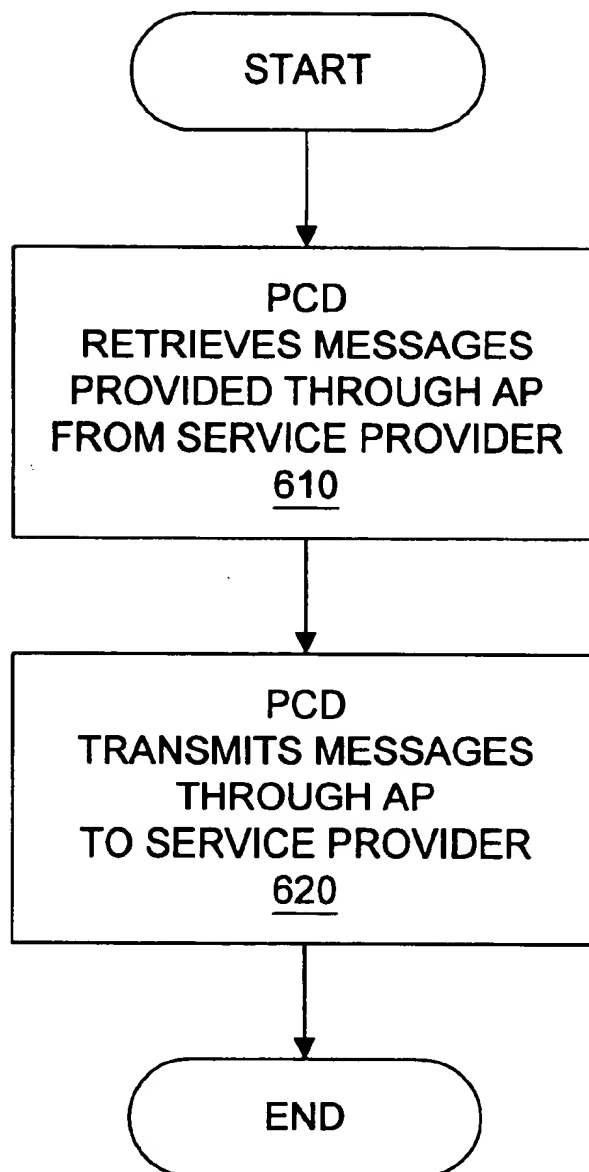 START
PCD
RETRIEVES MESSAGES
PROVIDED THROUGH AP
FROM SERVICE PROVIDER
610
PCD
TRANSMITS MESSAGES
THROUGH AP
TO SERVICE PROVIDER
620
END